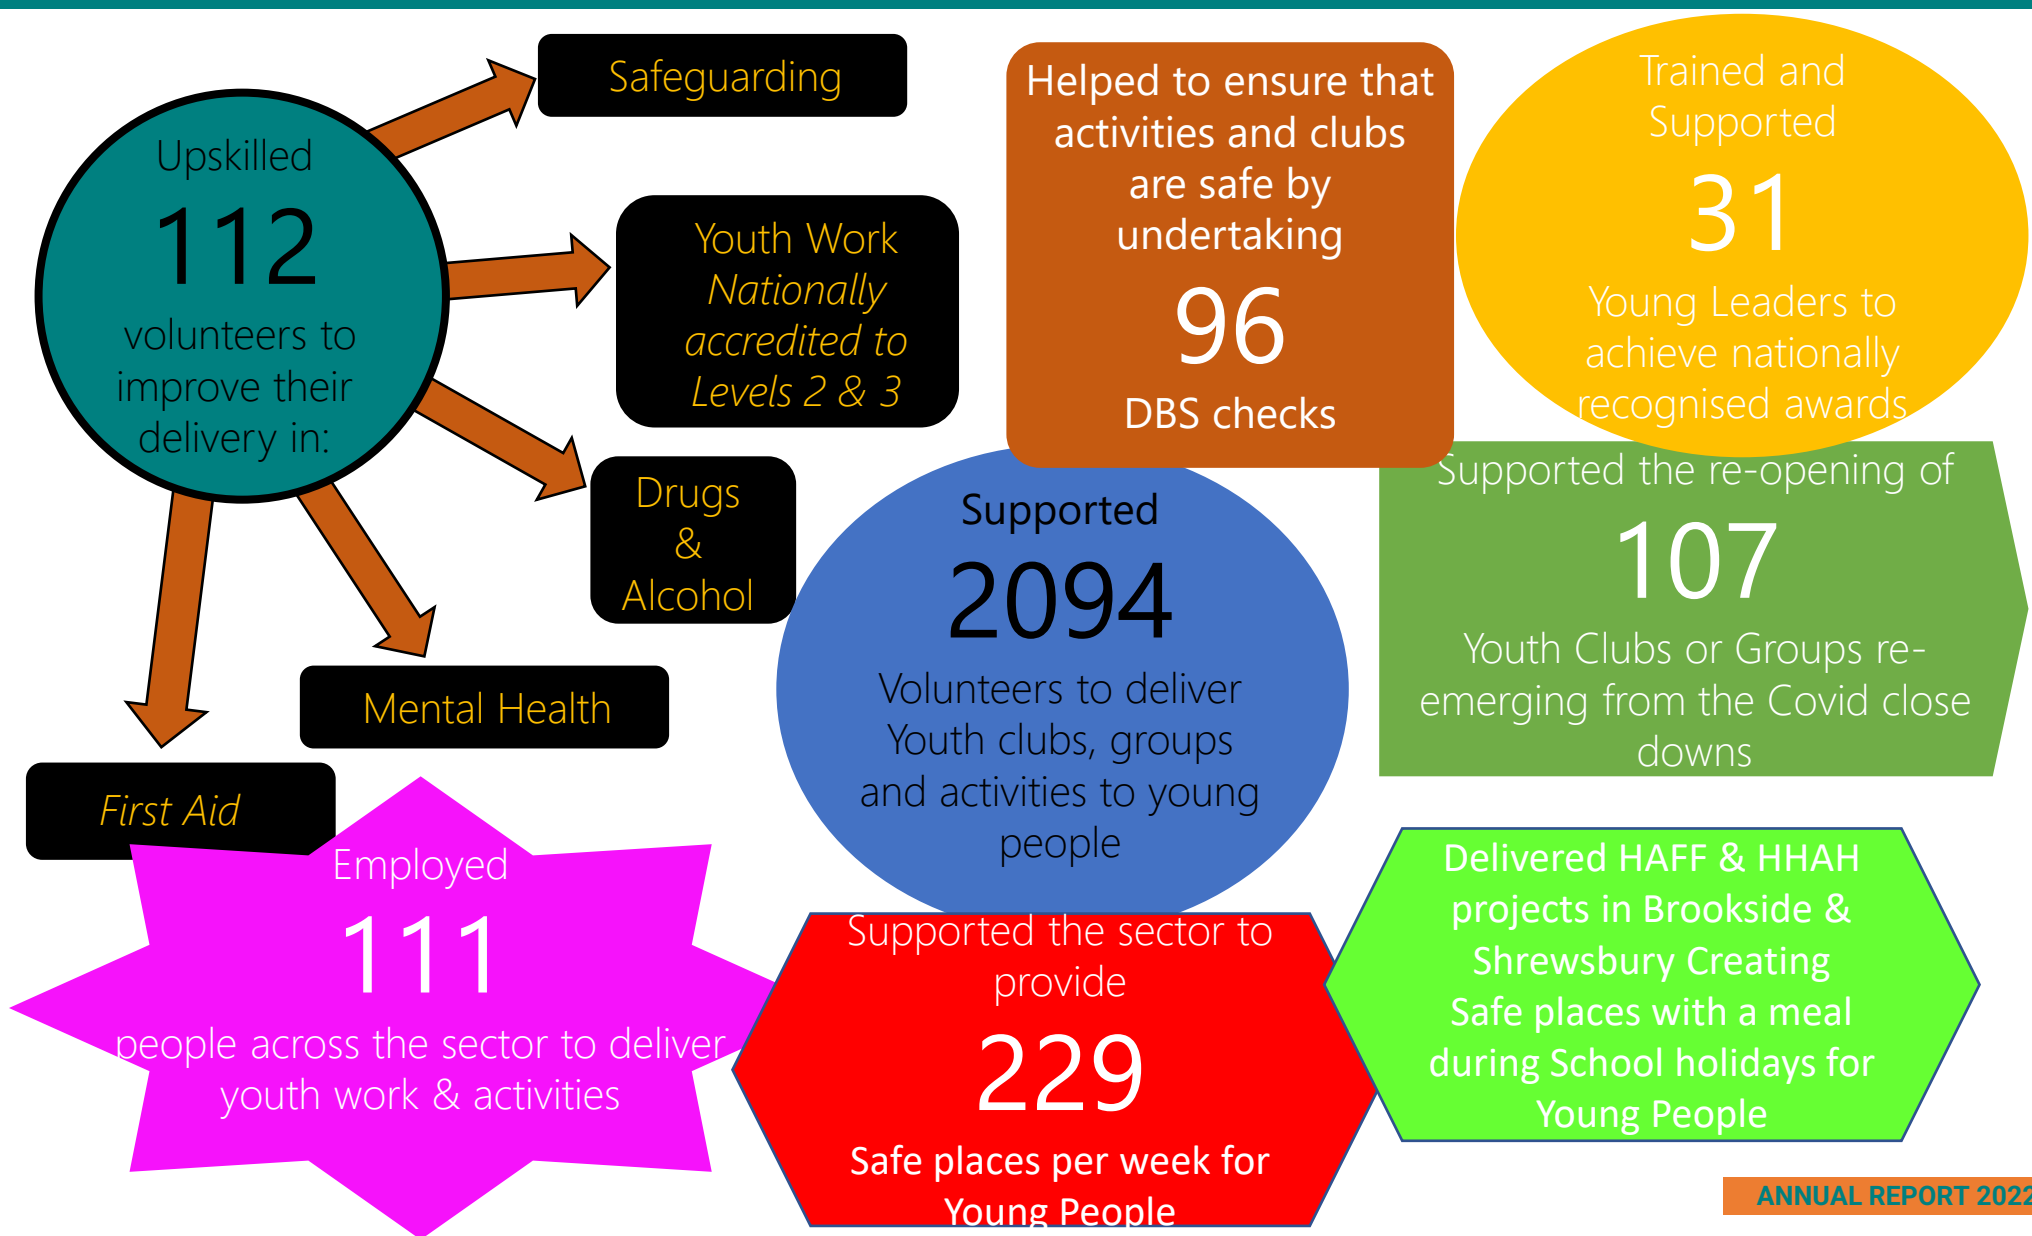 Upskilled
112
volunteers to
improve their
delivery in:
Safeguarding
Youth Work
Nationally
accredited to
Levels 2 & 3
Drugs
&
Alcohol
Mental Health
First Aid
Helped to ensure that
activities and clubs
are safe by
undertaking
96
DBS checks
Trained and
Supported
31
Young Leaders to
achieve nationally
recognised awards
Supported
2094
Volunteers to deliver
Youth clubs, groups
and activities to young
people
Supported the re-opening of
107
Youth Clubs or Groups re-
emerging from the Covid close
downs
Employed
111
people across the sector to deliver
youth work & activities
Supported the sector to
provide
229
Safe places per week for
Young People
Delivered HAFF & HHAH
projects in Brookside &
Shrewsbury Creating
Safe places with a meal
during School holidays for
Young People
ANNUAL REPORT 2022